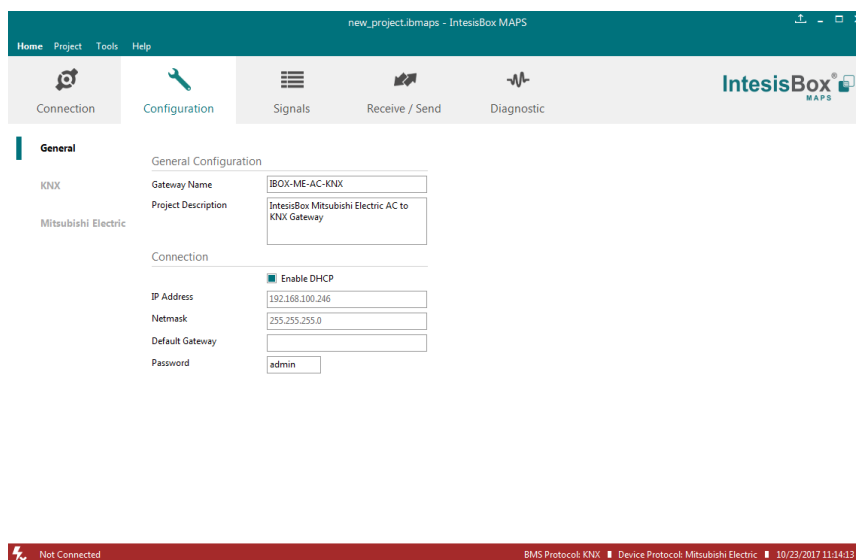 new_project.ibmaps - IntesisBox MAPS
Home Project Tools Help
Connection Configuration Signals Receive / Send Diagnostic
IntesisBox®
MAPS
General
KNX
Mitsubishi Electric
General Configuration
Gateway Name IBOX-ME-AC-KNX
Project Description IntesisBox Mitsubishi Electric AC to
KNX Gateway
Connection
Enable DHCP
IP Address 192.168.100.246
Netmask 255.255.255.0
Default Gateway
Password admin
Not Connected BMS Protocol: KNX Device Protocol: Mitsubishi Electric 10/23/2017 11:14:13